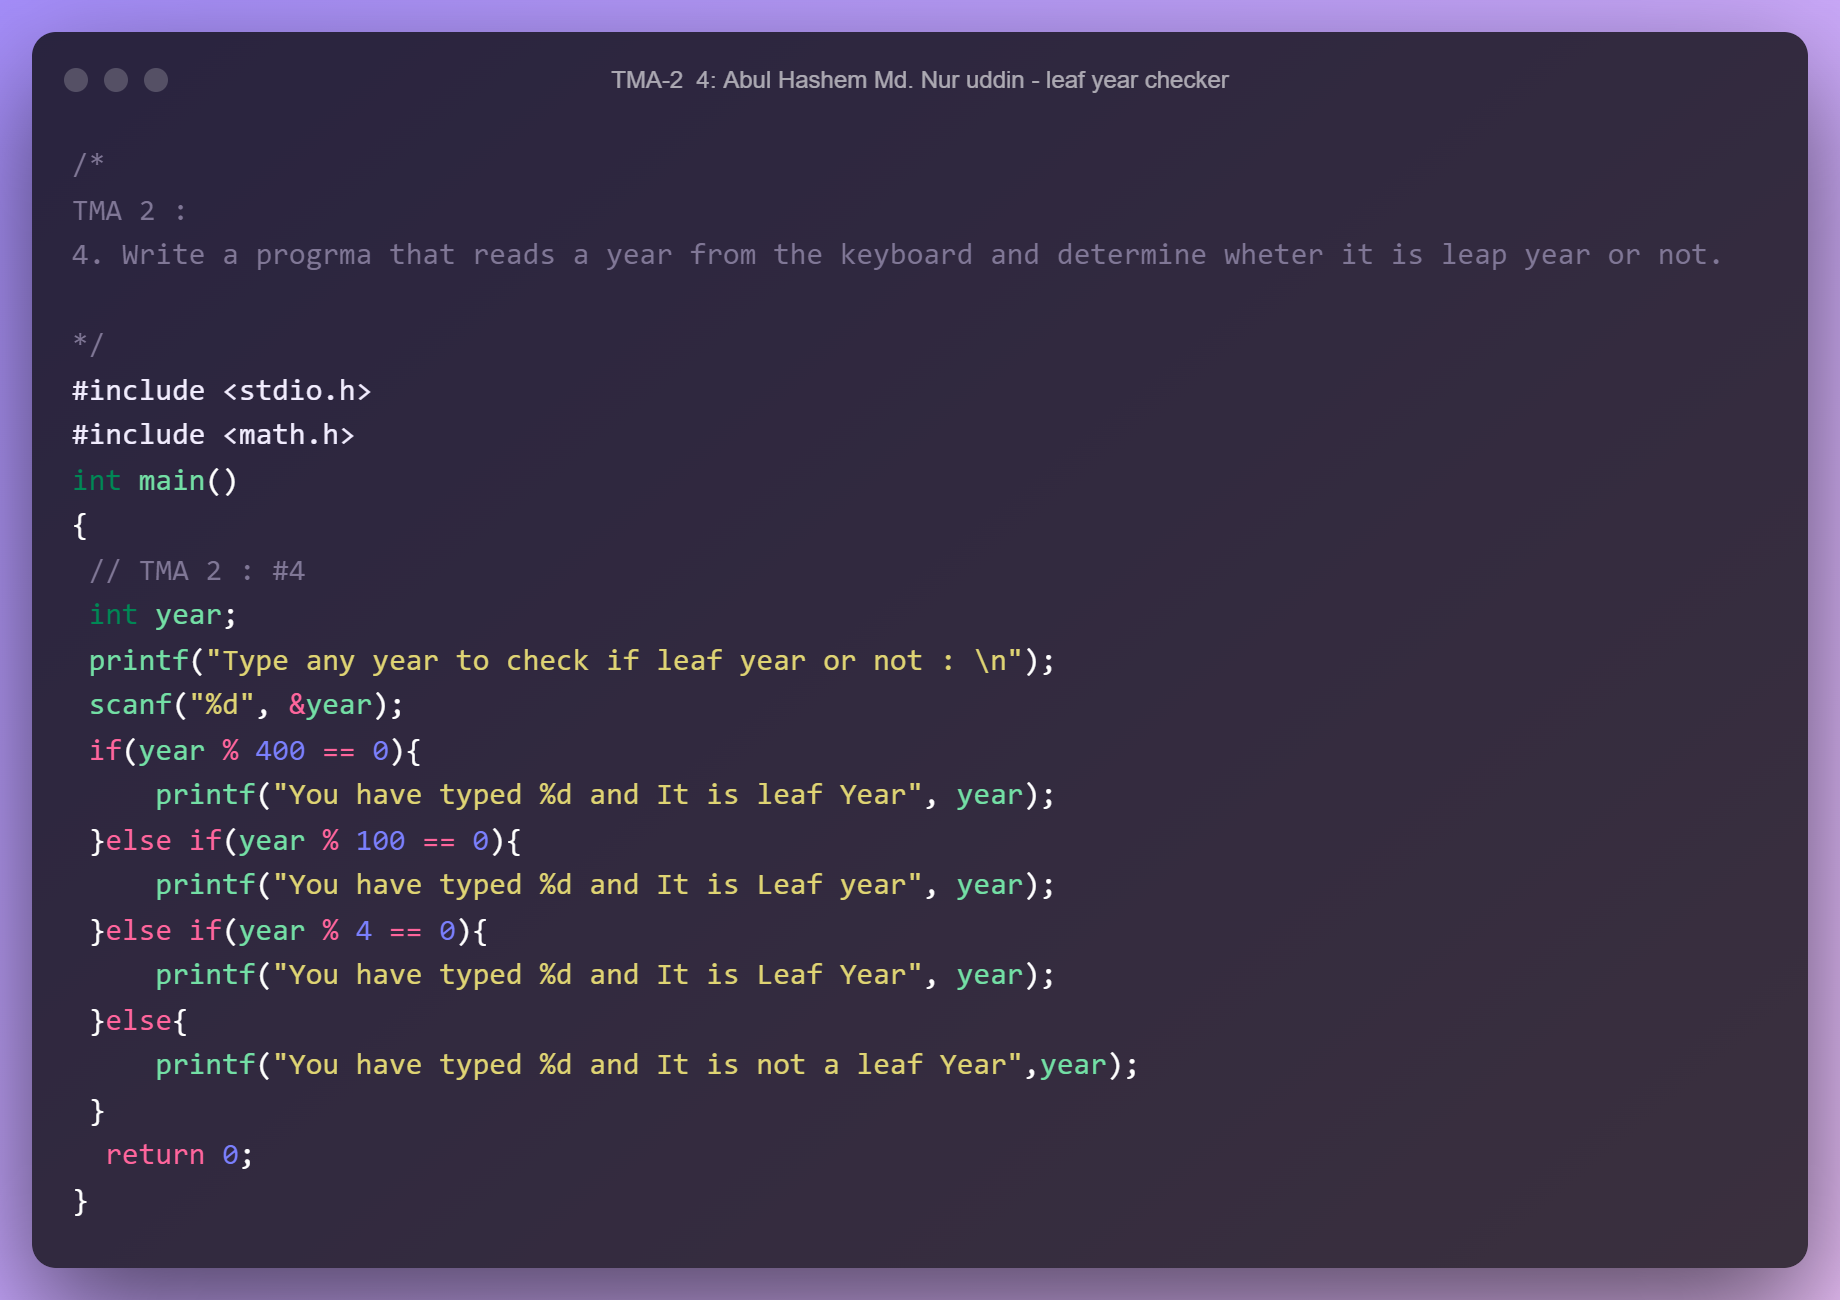 TMA-2  4: Abul Hashem Md. Nur uddin - leaf year checker
/*
TMA 2 :
4. Write a progrma that reads a year from the keyboard and determine wheter it is leap year or not.
*/
#include <stdio.h>
#include <math.h>
int main()
{
 // TMA 2 : #4
 int year;
 printf("Type any year to check if leaf year or not : \n");
 scanf("%d", &year);
 if(year % 400 == 0){
     printf("You have typed %d and It is leaf Year", year);
 }else if(year % 100 == 0){
     printf("You have typed %d and It is Leaf year", year);
 }else if(year % 4 == 0){
     printf("You have typed %d and It is Leaf Year", year);
 }else{
     printf("You have typed %d and It is not a leaf Year",year);
 }
  return 0;
}